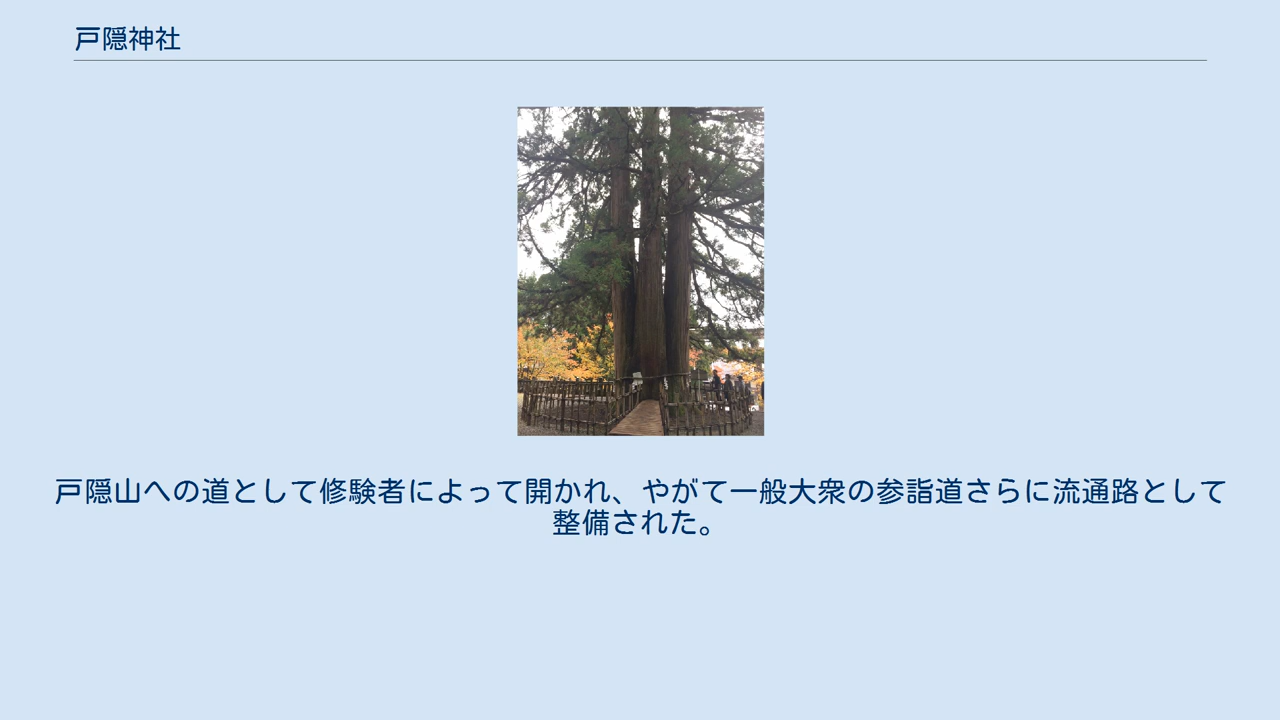 戸隠神社
戸隠山への道として修験者によって開かれ、やがて一般大衆の参詣道さらに流通路として
整備された。